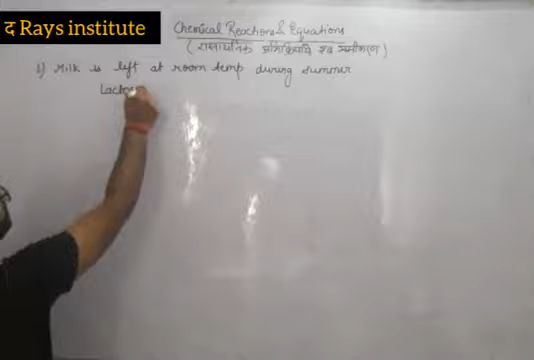 द Rays institute
Chemical Reactions & Equations
(रासायनिक अभिक्रियाएँ एवं समीकरण)
1) Milk is left at room temp during summer
Lacto